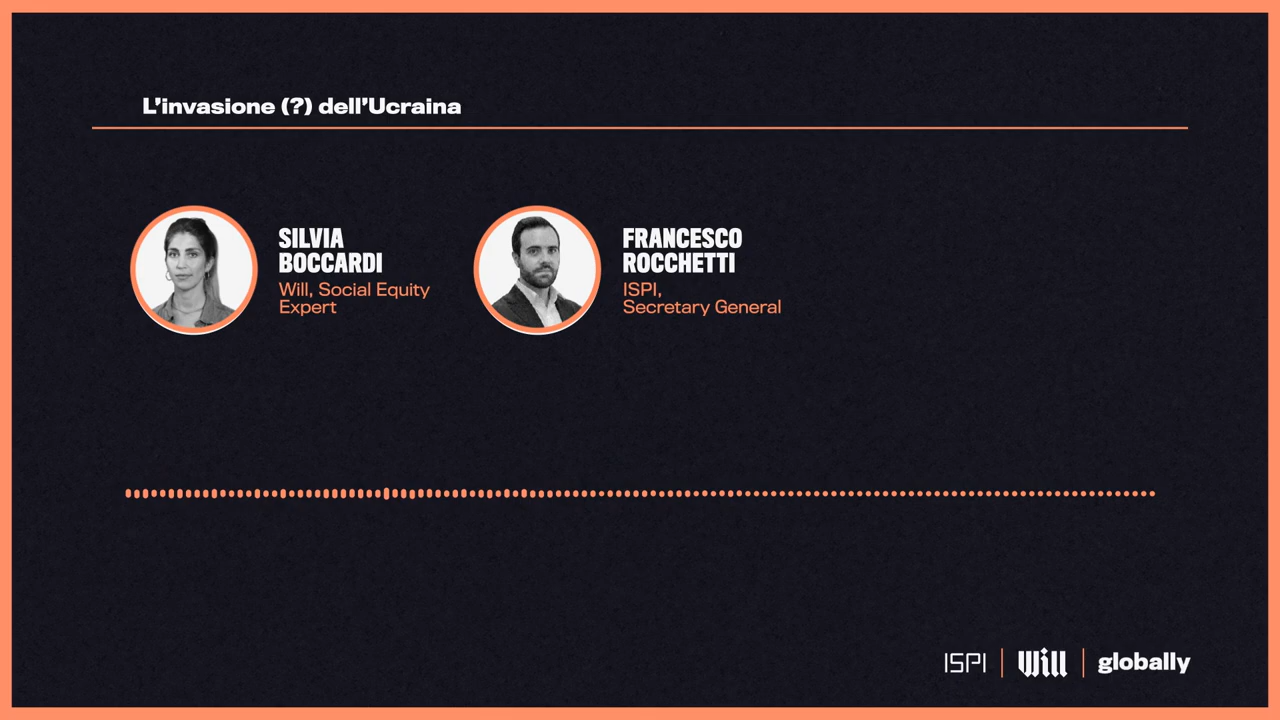 L'invasione (?) dell'Ucraina
SILVIA
BOCCARDI
Will, Social Equity
Expert
FRANCESCO
ROCCHETTI
ISPI,
Secretary General
ISPI | Will | globally